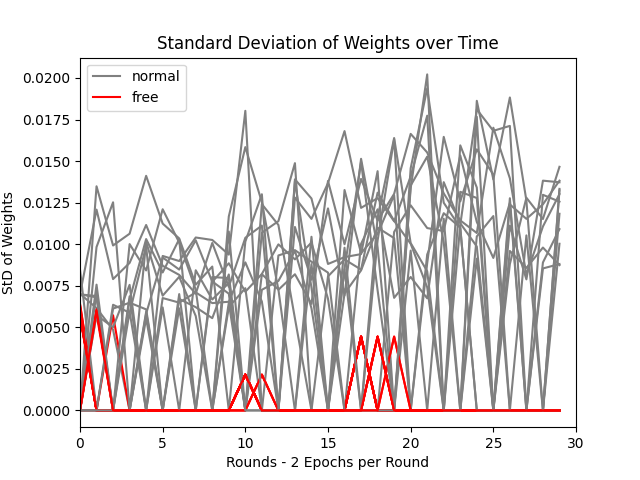 Standard Deviation of Weights over Time
normal
free
StD of Weights
0.0200
0.0175
0.0150
0.0125
0.0100
0.0075
0.0050
0.0025
0.0000
0 5 10 15 20 25 30
Rounds - 2 Epochs per Round